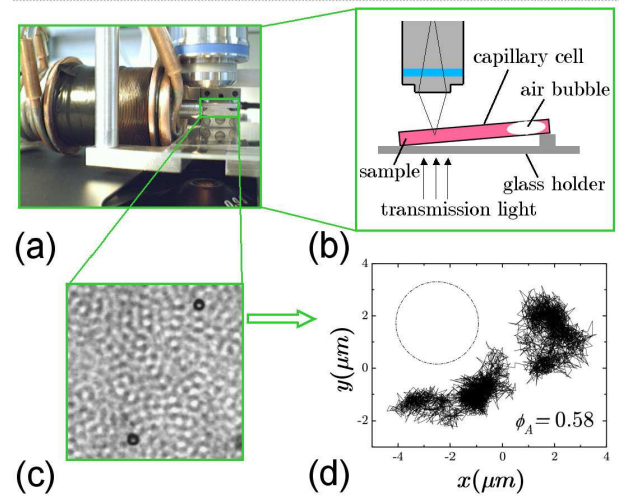 capillary cell
air bubble
sample
glass holder
transmission light
(a)
(b)
4
2
0
-2
y(μm)
ϕA = 0.58
-4 -2 0 2 4
x(μm)
(c)
(d)